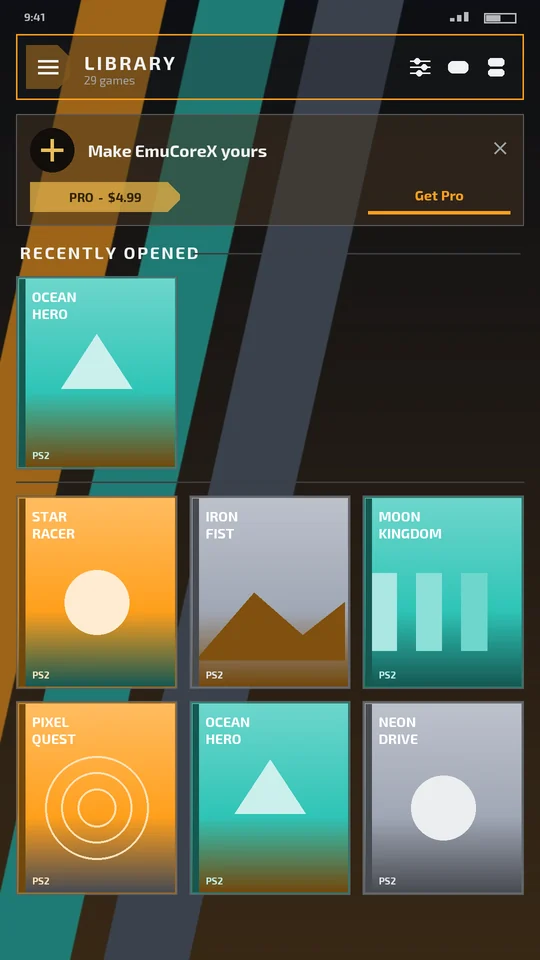 9:41
LIBRARY
29 games
Make EmuCoreX yours
PRO - $4.99
Get Pro
RECENTLY OPENED
OCEAN
HERO
PS2
STAR
RACER
PS2
IRON
FIST
PS2
MOON
KINGDOM
PS2
PIXEL
QUEST
PS2
OCEAN
HERO
PS2
NEON
DRIVE
PS2